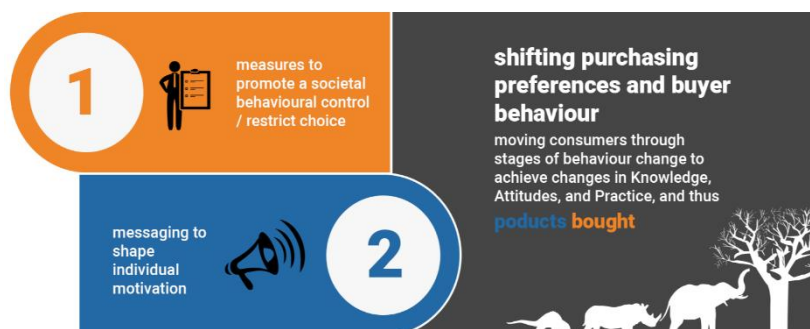 1
measures to
promote a societal
behavioural control
/ restrict choice
messaging to
shape
individual
motivation
2
shifting purchasing
preferences and buyer
behaviour
moving consumers through
stages of behaviour change to
achieve changes in Knowledge,
Attitudes, and Practice, and thus
poducts bought